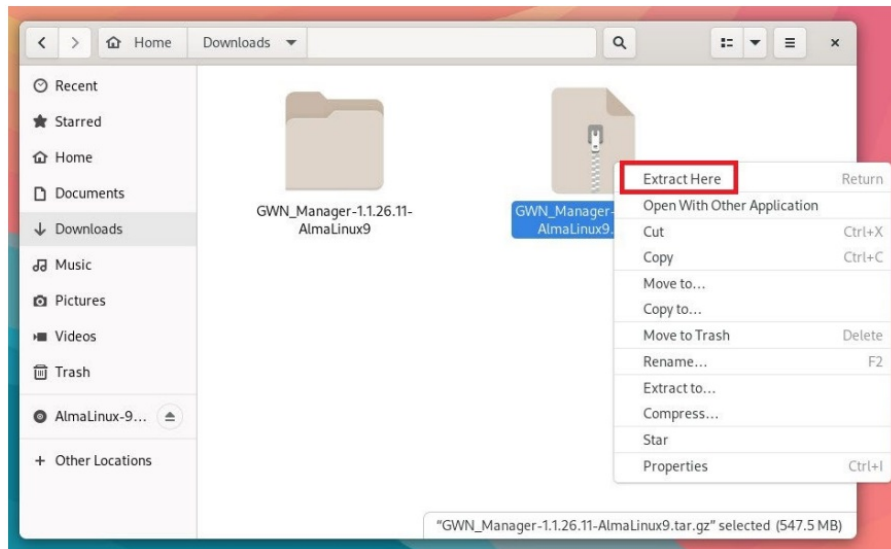 Home
Downloads
Recent
Starred
Home
Documents
Downloads
Music
Pictures
Videos
Trash
AlmaLinux-9...
Other Locations
GWN_Manager-1.1.26.11-
AlmaLinux9
GWN_Manager-
AlmaLinux9.
Extract Here Return
Open With Other Application
Cut Ctrl+X
Copy Ctrl+C
Move to...
Copy to...
Move to Trash Delete
Rename... F2
Extract to...
Compress...
Star
Properties Ctrl+I
"GWN_Manager-1.1.26.11-AlmaLinux9.tar.gz" selected (547.5 MB)